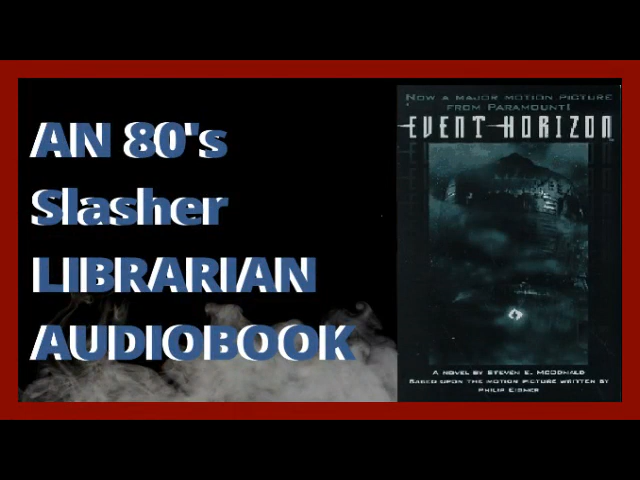 AN 80's
Slasher
LIBRARIAN
AUDIOBOOK
NOW A MAJOR MOTION PICTURE
FROM PARAMOUNT!
EVENT HORIZON
A NOVEL BY STEVEN E. MCDONALD
BASED UPON THE MOTION PICTURE WRITTEN BY
PHILIP EISNER